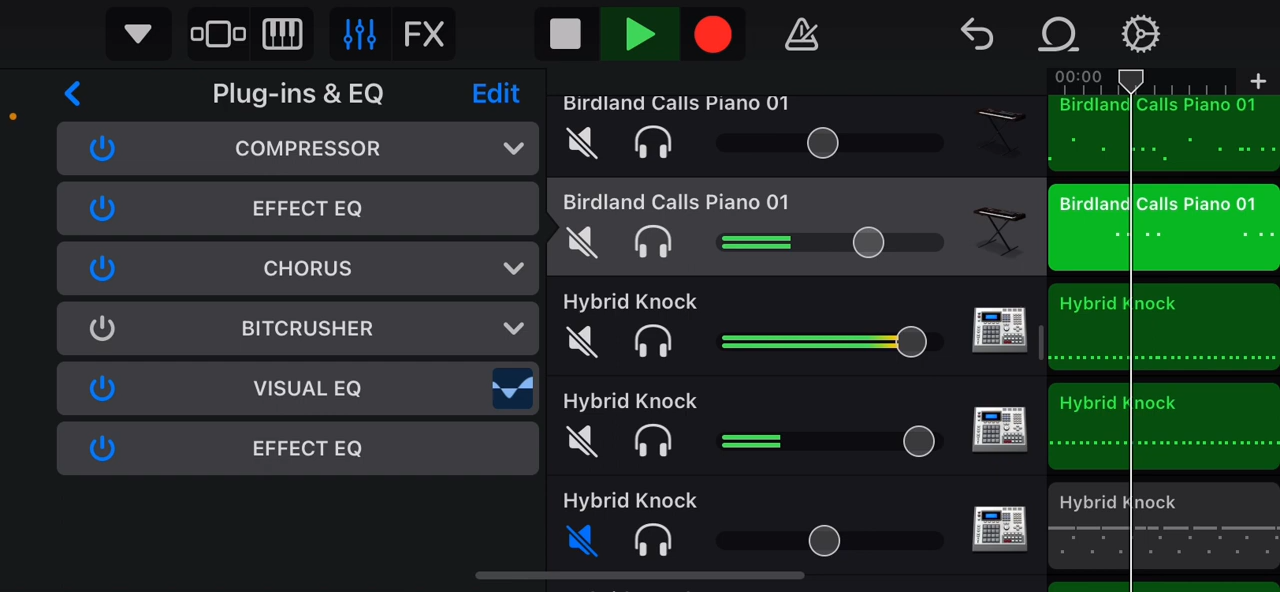 FX
Plug-ins & EQ
Edit
COMPRESSOR
EFFECT EQ
CHORUS
BITCRUSHER
VISUAL EQ
EFFECT EQ
Birdland Calls Piano 01
Birdland Calls Piano 01
Hybrid Knock
Hybrid Knock
Hybrid Knock
00:00
+
Birdland Calls Piano 01
Birdland Calls Piano 01
Hybrid Knock
Hybrid Knock
Hybrid Knock